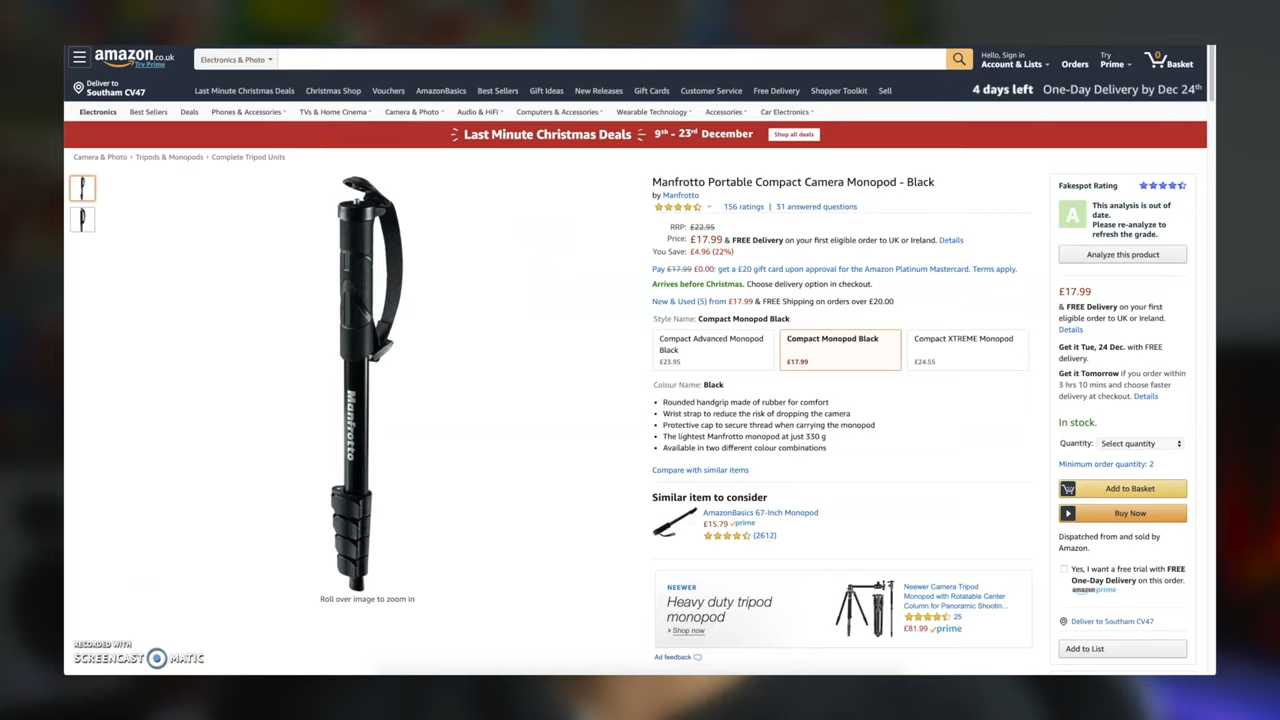 amazon.co.uk
Try Prime
Electronics & Photo
Hello, Sign in
Account & Lists
Orders
Try
Prime
0
Basket
Deliver to
Southam CV47
Last Minute Christmas Deals
Christmas Shop
Vouchers
AmazonBasics
Best Sellers
Gift Ideas
New Releases
Gift Cards
Customer Service
Free Delivery
Shopper Toolkit
Sell
4 days left One-Day Delivery by Dec 24th
Electronics
Best Sellers
Deals
Phones & Accessories
TVs & Home Cinema
Camera & Photo
Audio & HiFi
Computers & Accessories
Wearable Technology
Accessories
Car Electronics
Last Minute Christmas Deals
9th - 23rd December
Shop all deals
Camera & Photo › Tripods & Monopods › Complete Tripod Units
Manfrotto
Roll over image to zoom in
RECORDED WITH
SCREENCAST MATIC
Manfrotto Portable Compact Camera Monopod - Black
by Manfrotto
156 ratings | 31 answered questions
RRP: £22.95
Price: £17.99 & FREE Delivery on your first eligible order to UK or Ireland. Details
You Save: £4.96 (22%)
Pay £17.99 £0.00: get a £20 gift card upon approval for the Amazon Platinum Mastercard. Terms apply.
Arrives before Christmas. Choose delivery option in checkout.
New & Used (5) from £17.99 & FREE Shipping on orders over £20.00
Style Name: Compact Monopod Black
Compact Advanced Monopod
Black
£23.95
Compact Monopod Black
£17.99
Compact XTREME Monopod
£24.55
Colour Name: Black
• Rounded handgrip made of rubber for comfort
• Wrist strap to reduce the risk of dropping the camera
• Protective cap to secure thread when carrying the monopod
• The lightest Manfrotto monopod at just 330 g
• Available in two different colour combinations
Compare with similar items
Similar item to consider
AmazonBasics 67-Inch Monopod
£15.79 prime
(2612)
NEEWER
Heavy duty tripod
monopod
› Shop now
Neewer Camera Tripod
Monopod with Rotatable Center
Column for Panoramic Shootin...
25
£81.99 prime
Ad feedback
Fakespot Rating
A
This analysis is out of
date.
Please re-analyze to
refresh the grade.
Analyze this product
£17.99
& FREE Delivery on your first
eligible order to UK or Ireland.
Details
Get it Tue, 24 Dec. with FREE
delivery.
Get it Tomorrow if you order within
3 hrs 10 mins and choose faster
delivery at checkout. Details
In stock.
Quantity: Select quantity
Minimum order quantity: 2
Add to Basket
Buy Now
Dispatched from and sold by
Amazon.
Yes, I want a free trial with FREE
One-Day Delivery on this order.
amazon prime
Deliver to Southam CV47
Add to List